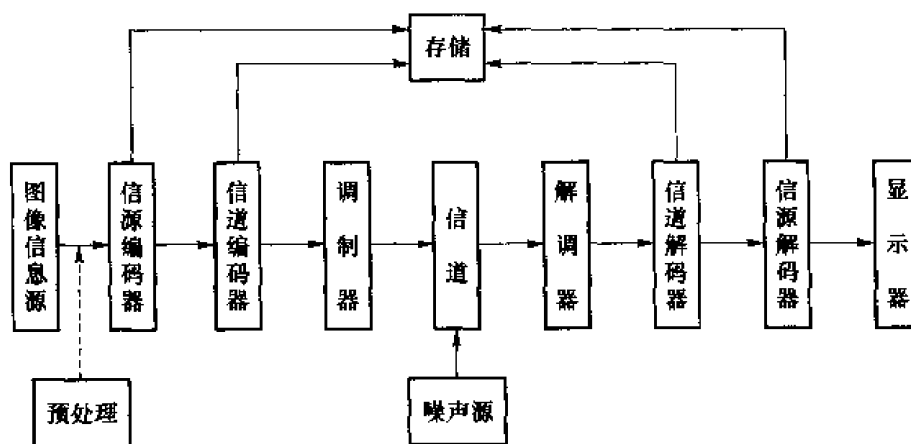 存储
图像信息源
信源编码器
信道编码器
调制器
信道
解调器
信道解码器
信源解码器
显示器
预处理
噪声源